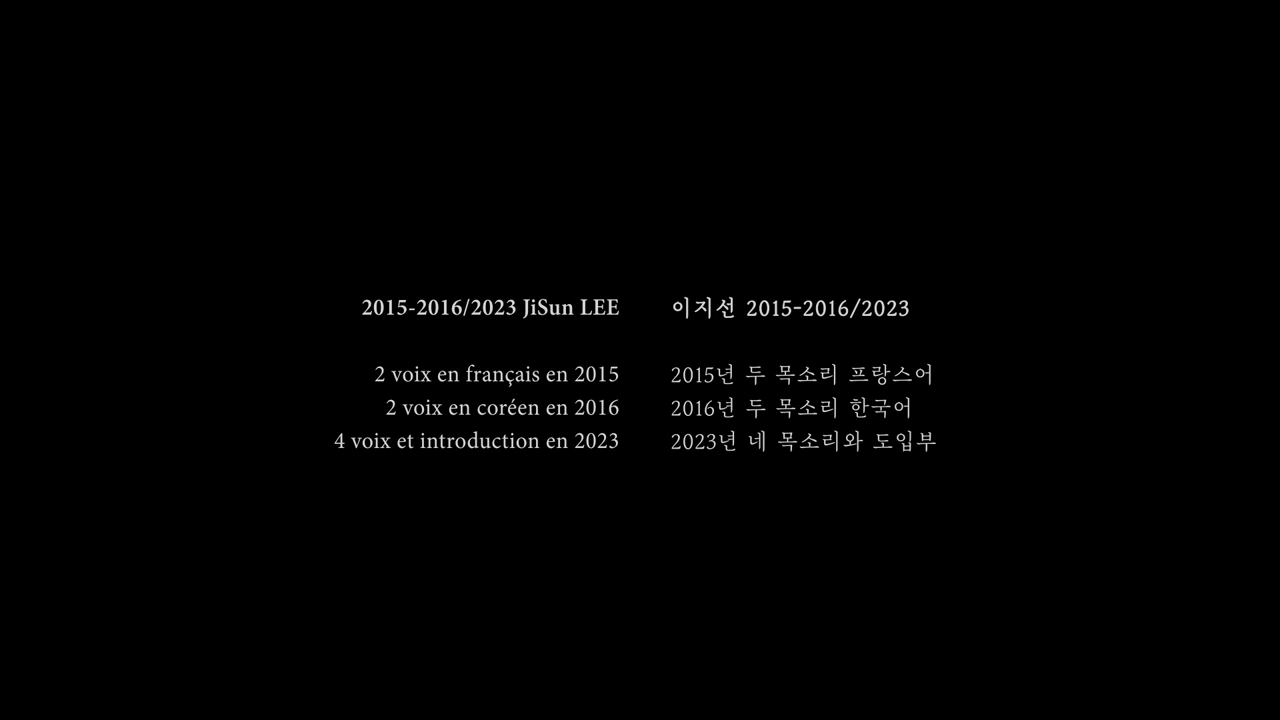 2015-2016/2023 JiSun LEE
2 voix en français en 2015
2 voix en coréen en 2016
4 voix et introduction en 2023
이지선 2015-2016/2023
2015년 두 목소리 프랑스어
2016년 두 목소리 한국어
2023년 네 목소리와 도입부